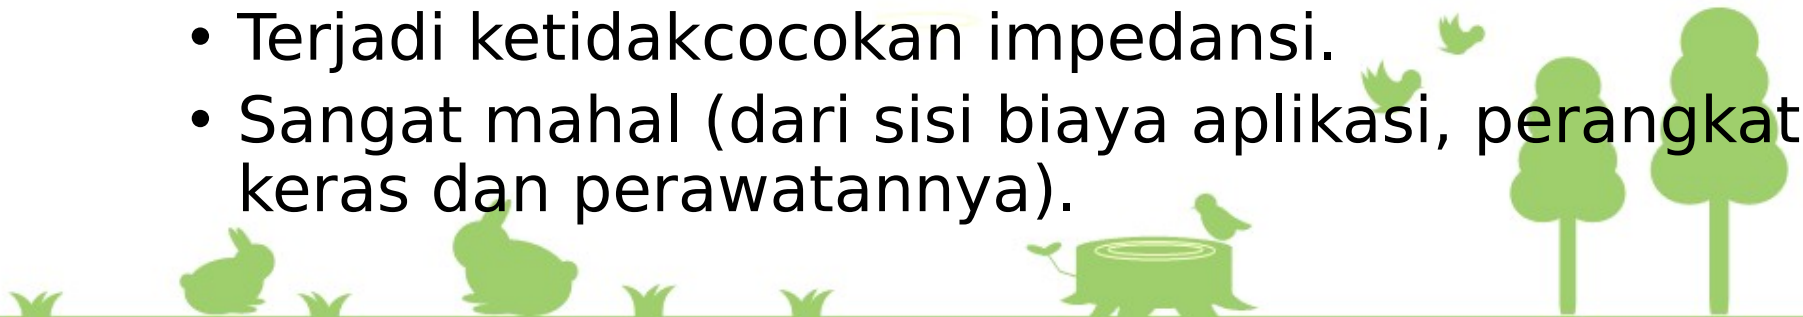 • Terjadi ketidakcocokan impedansi.
• Sangat mahal (dari sisi biaya aplikasi, perangkat
keras dan perawatannya).